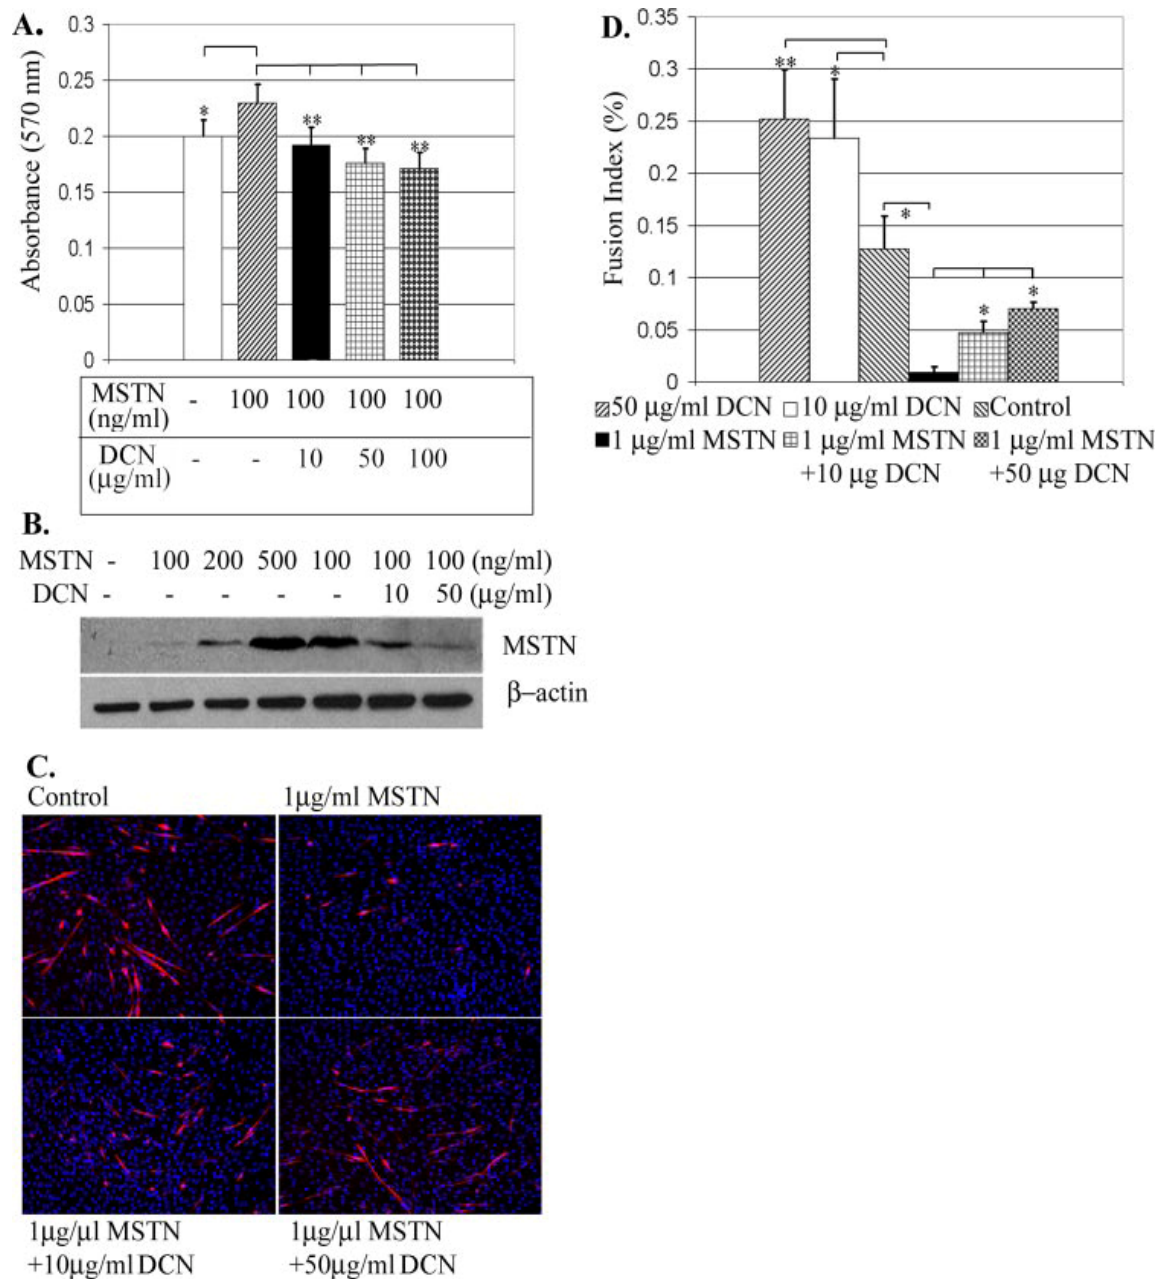 A.
Absorbance (570 nm)
0.3
0.25
0.2
0.15
0.1
0.05
0
*
**
**
**
MSTN - 100 100 100 100
(ng/ml)
DCN - - 10 50 100
(μg/ml)
B.
MSTN - 100 200 500 100 100 100 (ng/ml)
DCN - - - - - 10 50 (μg/ml)
MSTN
β-actin
C.
Control 1μg/ml MSTN
1μg/μl MSTN 1μg/μl MSTN
+10μg/ml DCN +50μg/ml DCN
D.
Fusion Index (%)
0.35
0.3
0.25
0.2
0.15
0.1
0.05
0
**
*
*
*
*
50 μg/ml DCN 10 μg/ml DCN Control
1 μg/ml MSTN 1 μg/ml MSTN 1 μg/ml MSTN
+10 μg DCN +50 μg DCN